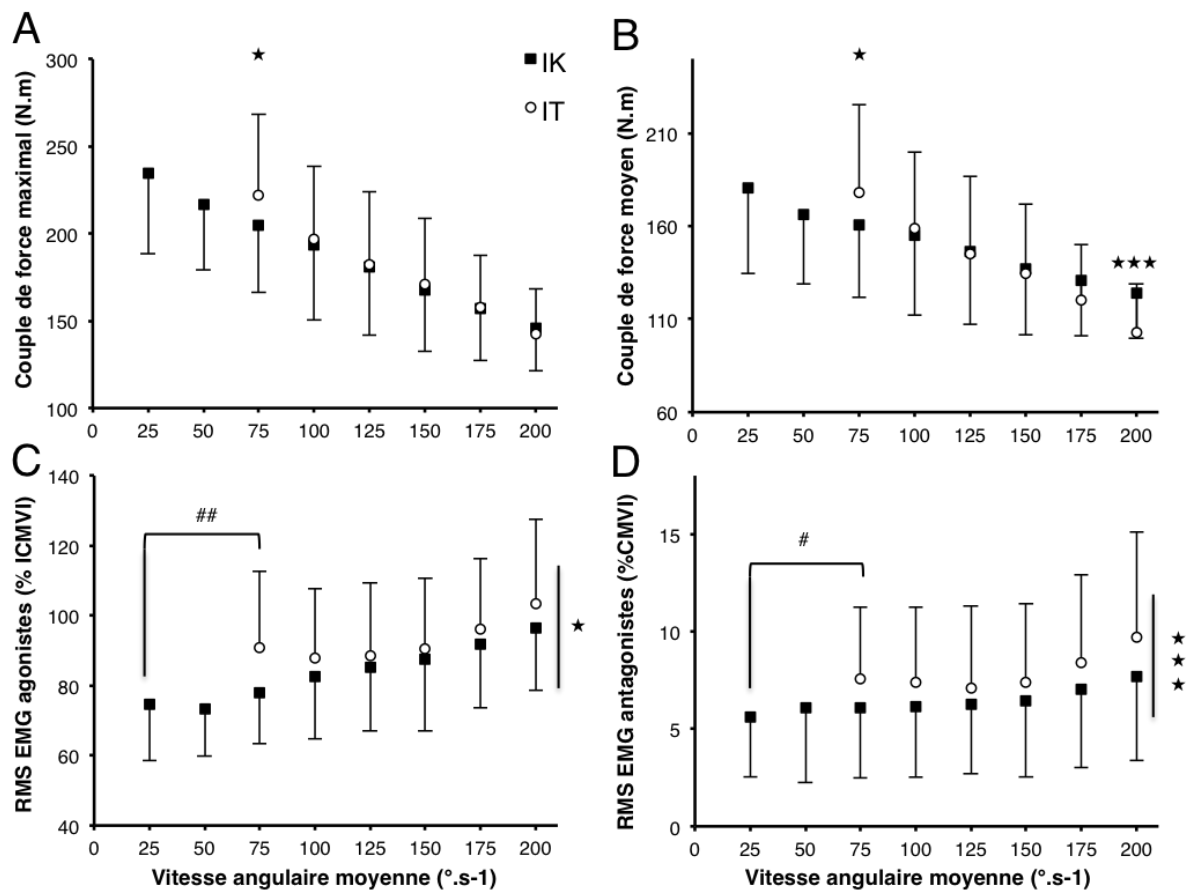 A
★
300
250
200
150
100
0 25 50 75 100 125 150 175 200
Couple de force maximal (N.m)
IK
IT
B
★
210
160
110
60
★★★
0 25 50 75 100 125 150 175 200
Couple de force moyen (N.m)
C
140
120
100
80
60
40
##
★
0 25 50 75 100 125 150 175 200
RMS EMG agonistes (% ICMVI)
Vitesse angulaire moyenne (°.s-1)
D
15
10
5
0
#
★
★
★
0 25 50 75 100 125 150 175 200
RMS EMG antagonistes (%CMVI)
Vitesse angulaire moyenne (°.s-1)